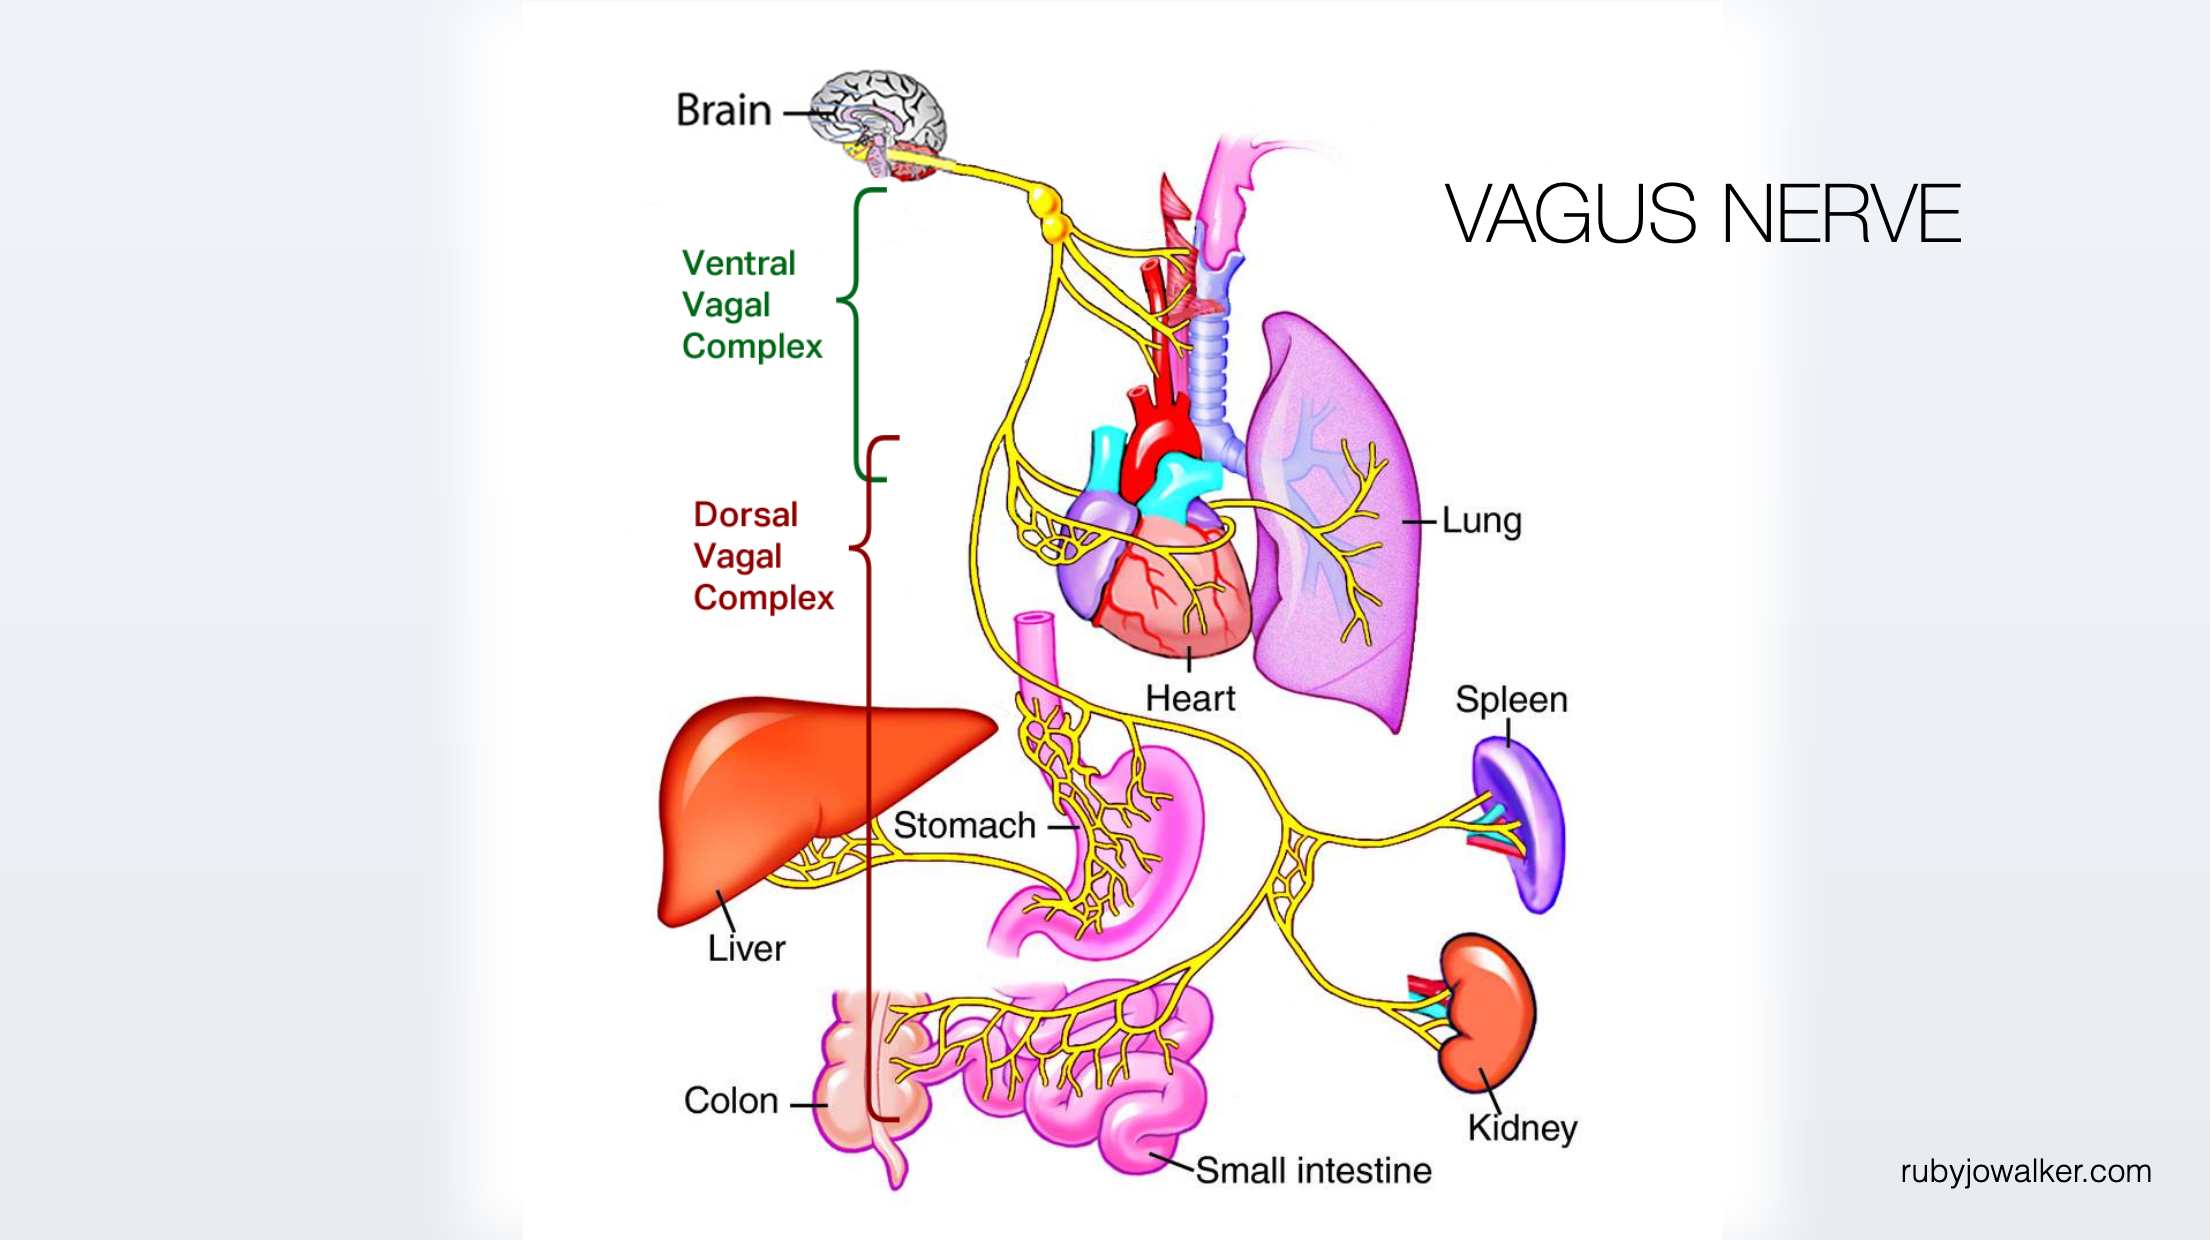 Brain
VAGUS NERVE
Ventral
Vagal
Complex
Dorsal
Vagal
Complex
Lung
Heart
Spleen
Stomach
Liver
Colon
Kidney
Small intestine
rubyjowalker.com